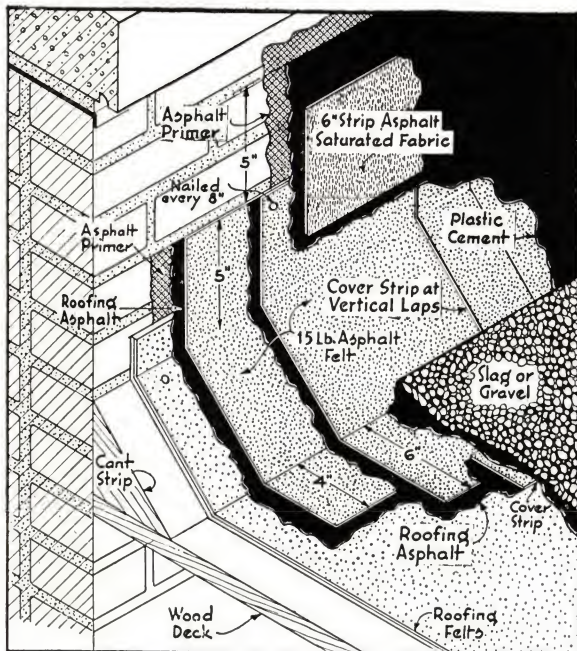 Asphalt
Primer
5"
6" Strip Asphalt
Saturated Fabric
Nailed
every 8"
Asphalt
Primer
Plastic
Cement
5"
Roofing
Asphalt
Cover Strip at
Vertical Laps
15 Lb. Asphalt
Felt
Slag or
Gravel
Cant
Strip
6"
4"
Cover
Strip
Roofing
Asphalt
Wood
Deck
Roofing
Felts